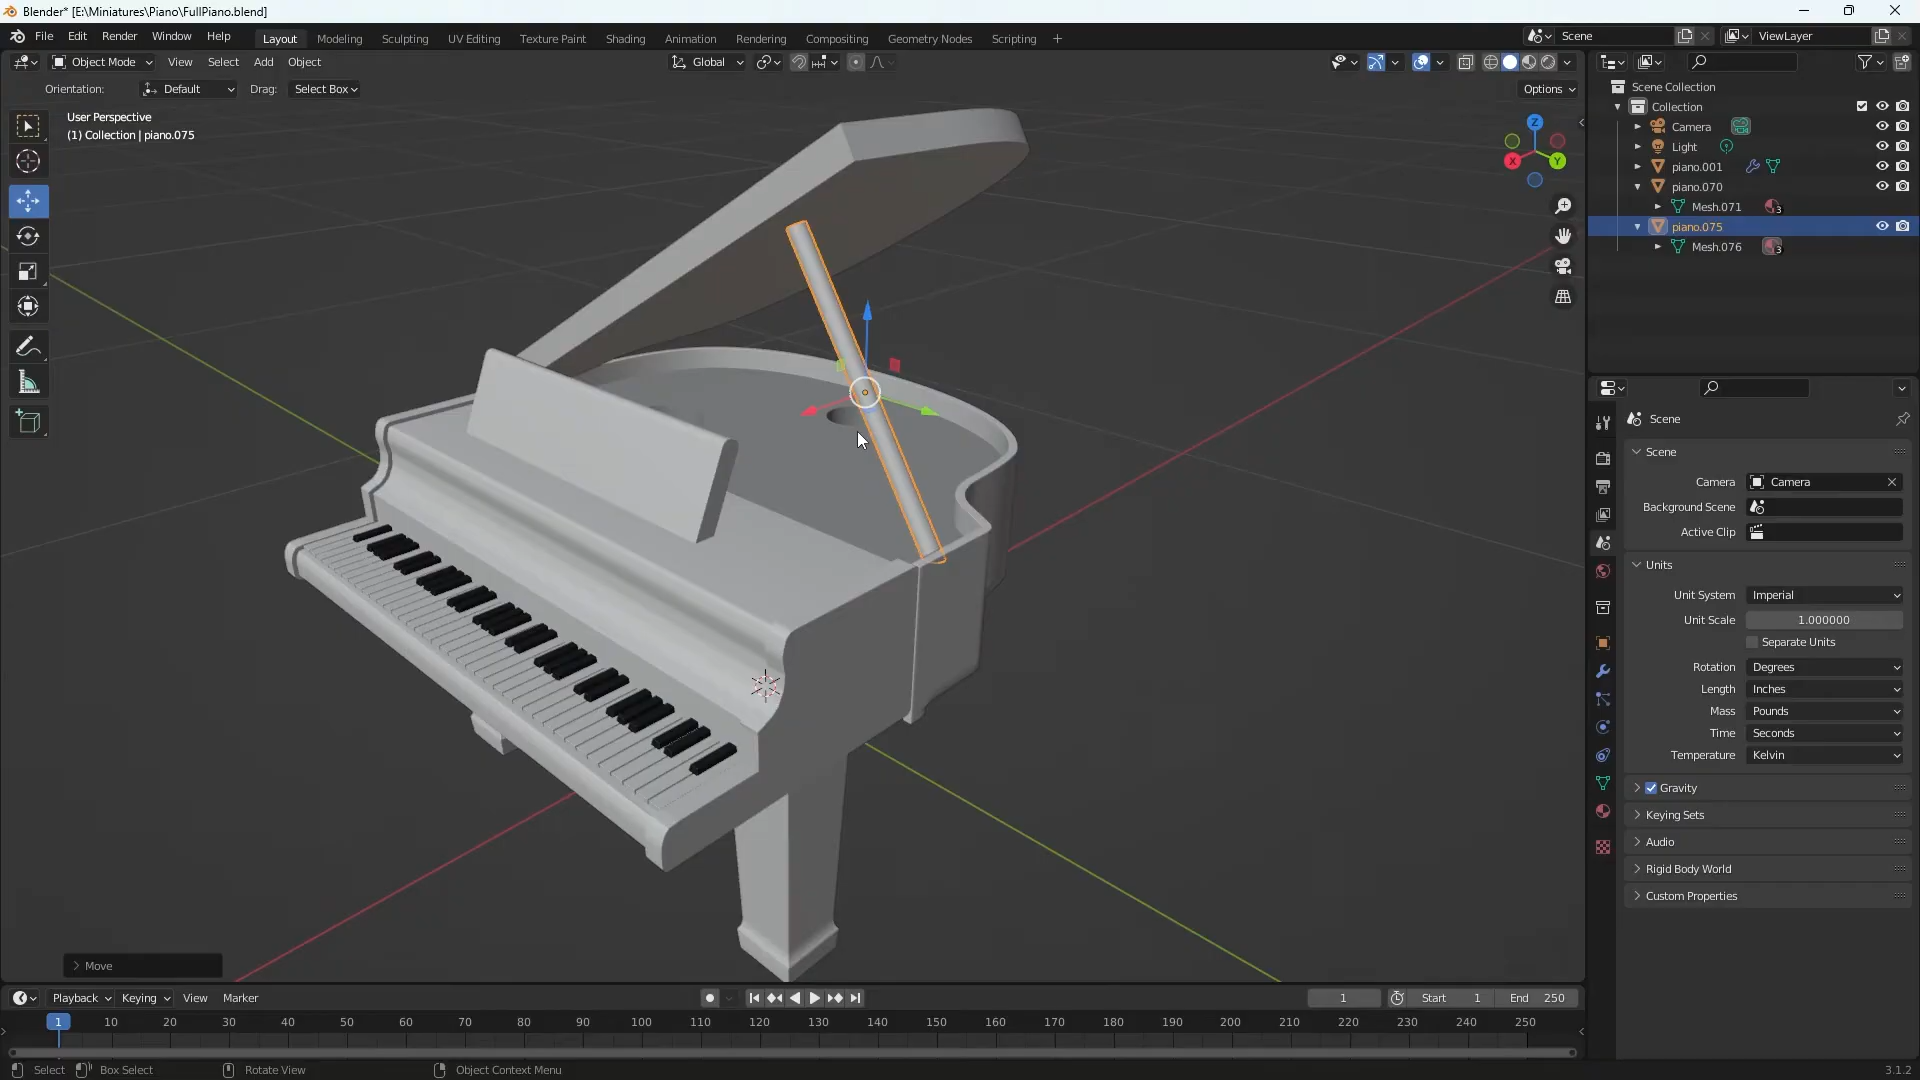 Blender* [E:\Miniatures\Piano\FullPiano.blend]
File Edit Render Window Help Layout Modeling Sculpting UV Editing Texture Paint Shading Animation Rendering Compositing Geometry Nodes Scripting + Scene ViewLayer
Object Mode View Select Add Object Global
Orientation: Default Drag: Select Box Options
User Perspective
(1) Collection | piano.075
Z
X
Y
Move
Scene Collection
Collection
Camera
Light
piano.001
piano.070
Mesh.071 3
piano.075
Mesh.076 3
Scene
Scene
Camera Camera
Background Scene
Active Clip
Units
Unit System Imperial
Unit Scale 1.000000
Separate Units
Rotation Degrees
Length Inches
Mass Pounds
Time Seconds
Temperature Kelvin
Gravity
Keying Sets
Audio
Rigid Body World
Custom Properties
Playback Keying View Marker 1 Start 1 End 250
1 10 20 30 40 50 60 70 80 90 100 110 120 130 140 150 160 170 180 190 200 210 220 230 240 250
Select Box Select Rotate View Object Context Menu 3.1.2